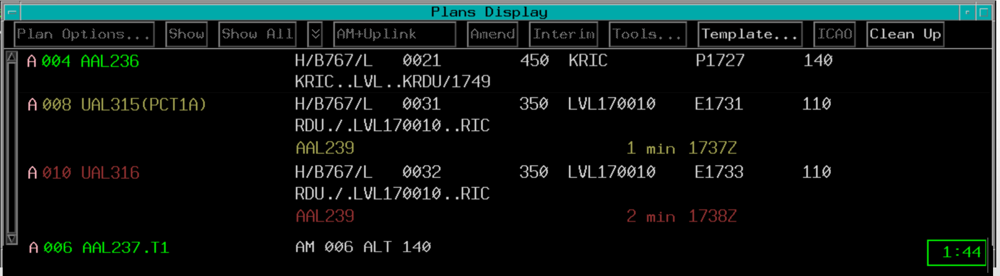 Plans Display
Plan Options... Show Show All AM+Uplink Amend Interim Tools... Template... ICAO Clean Up
A 004 AAL236 H/B767/L 0021 450 KRIC P1727 140
KRIC..LVL..KRDU/1749
A 008 UAL315(PCT1A) H/B767/L 0031 350 LVL170010 E1731 110
RDU./.LVL170010..RIC
AAL239 1 min 1737Z
A 010 UAL316 H/B767/L 0032 350 LVL170010 E1733 110
RDU./.LVL170010..RIC
AAL239 2 min 1738Z
A 006 AAL237.T1 AM 006 ALT 140 1:44